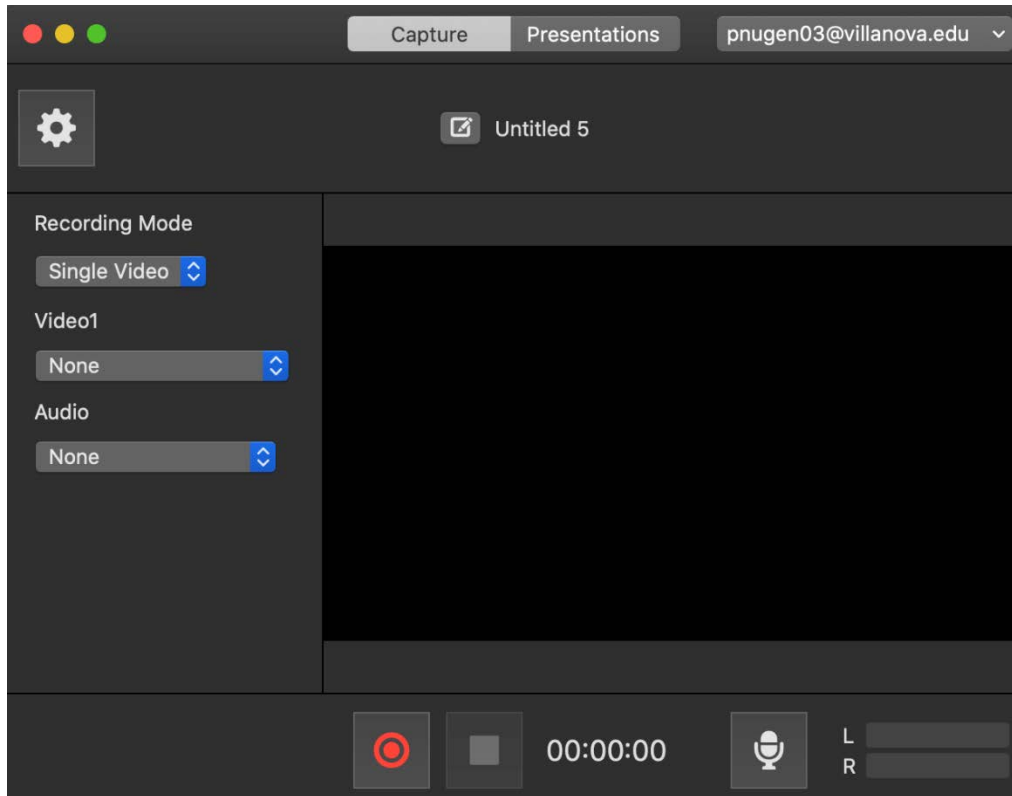 Capture
Presentations
pnugen03@villanova.edu
Untitled 5
Recording Mode
Single Video
Video1
None
Audio
None
00:00:00
L
R